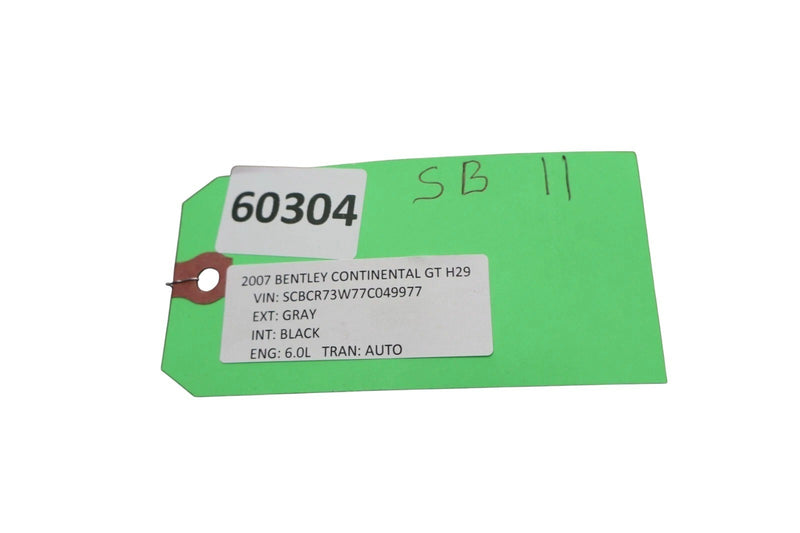 SB 11
60304
2007 BENTLEY CONTINENTAL GT H29
VIN: SCBCR73W77C049977
EXT: GRAY
INT: BLACK
ENG: 6.0L TRAN: AUTO